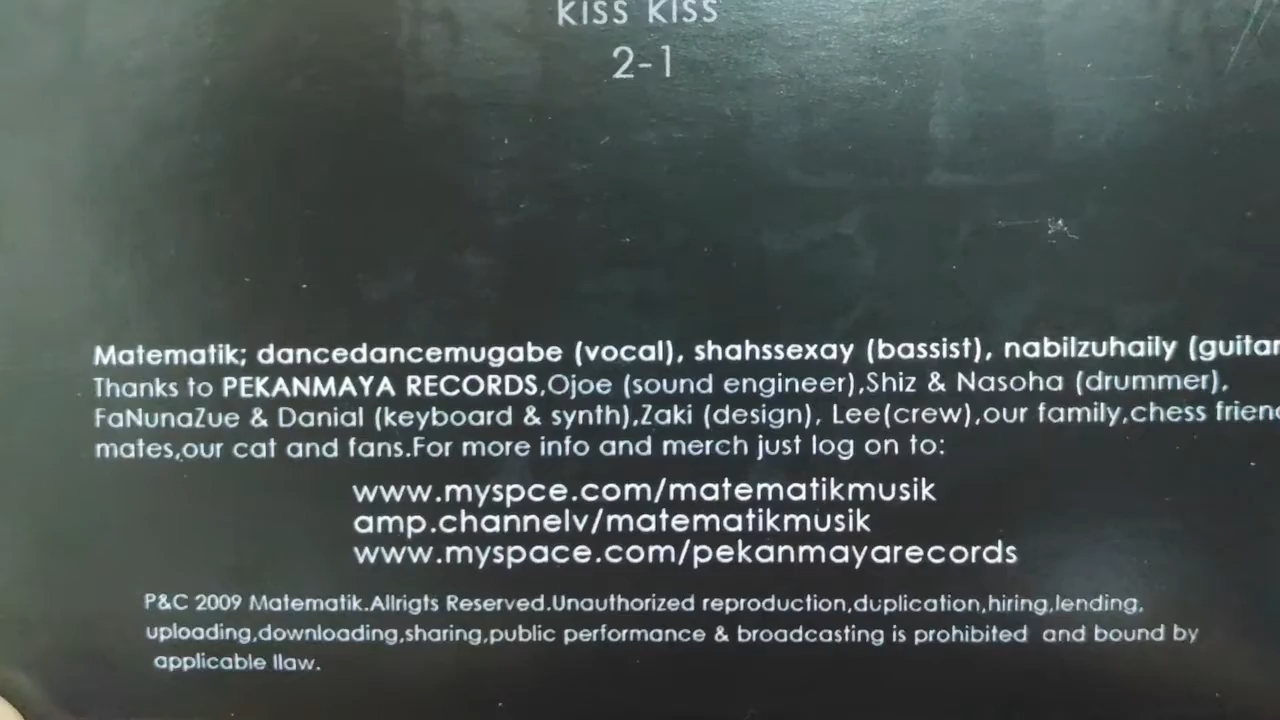 kiss kiss
2-1
Matematik; dancedancemugabe (vocal), shahssexay (bassist), nabilzuhaily (guitar
Thanks to PEKANMAYA RECORDS,Ojoe (sound engineer),Shiz & Nasoha (drummer),
FaNunaZue & Danial (keyboard & synth),Zaki (design), Lee(crew),our family,chess friend
mates,our cat and fans.For more info and merch just log on to:
www.myspce.com/matematikmusik
amp.channelv/matematikmusik
www.myspace.com/pekanmayarecords
P&C 2009 Matematik.Allrigts Reserved.Unauthorized reproduction,duplication,hiring,lending,
uploading,downloading,sharing,public performance & broadcasting is prohibited and bound by
applicable llaw.